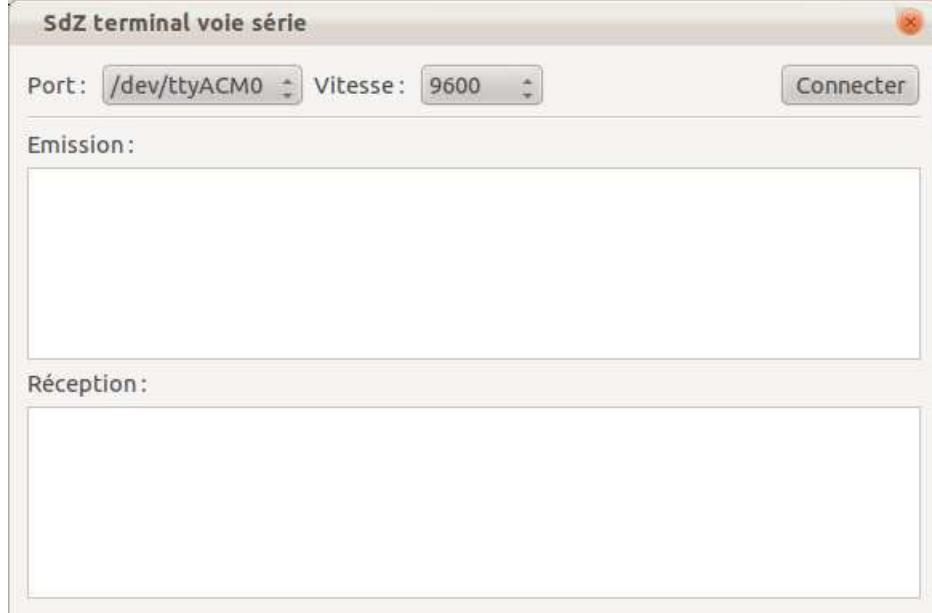 SdZ terminal voie série
Port : /dev/ttyACM0 Vitesse : 9600 Connecter
Emission :
Réception :